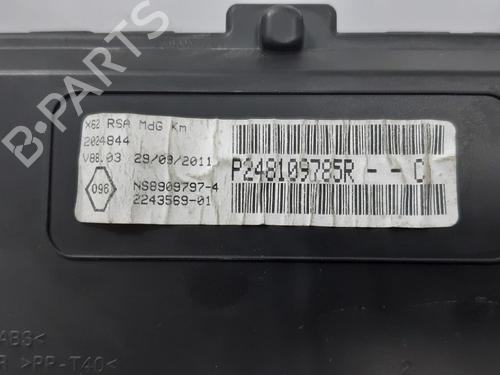 B-PARTS
X62 RSA MdG Km
2024844
V88.03 29/09/2011
P248109785R - - C
096
NS8909797-4
2243569-01
ABS<
R >PP-T40<